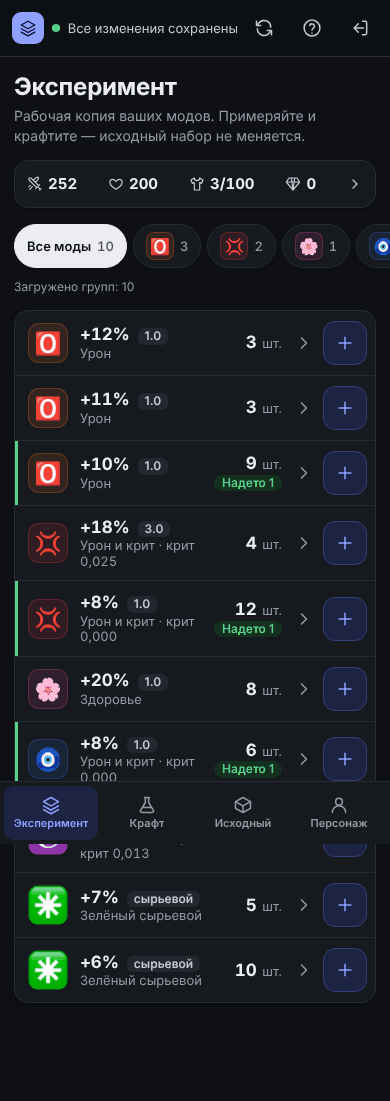 Все изменения сохранены
Эксперимент
Рабочая копия ваших модов. Примеряйте и
крафтите — исходный набор не меняется.
252 200 3/100 0
Все моды 10 🅾️ 3 💢 2 🌸 1 🧿
Загружено групп: 10
🅾️ +12% 1.0 3 шт.
Урон
🅾️ +11% 1.0 3 шт.
Урон
🅾️ +10% 1.0 9 шт.
Урон Надето 1
+18% 3.0 4 шт.
Урон и крит · крит
0,025
+8% 1.0 12 шт.
Урон и крит · крит Надето 1
0,000
+20% 1.0 8 шт.
Здоровье
+8% 1.0 6 шт.
Урон и крит · крит Надето 1
0,000
Эксперимент Крафт Исходный Персонаж
крит 0,013
+7% сырьевой 5 шт.
Зелёный сырьевой
+6% сырьевой 10 шт.
Зелёный сырьевой